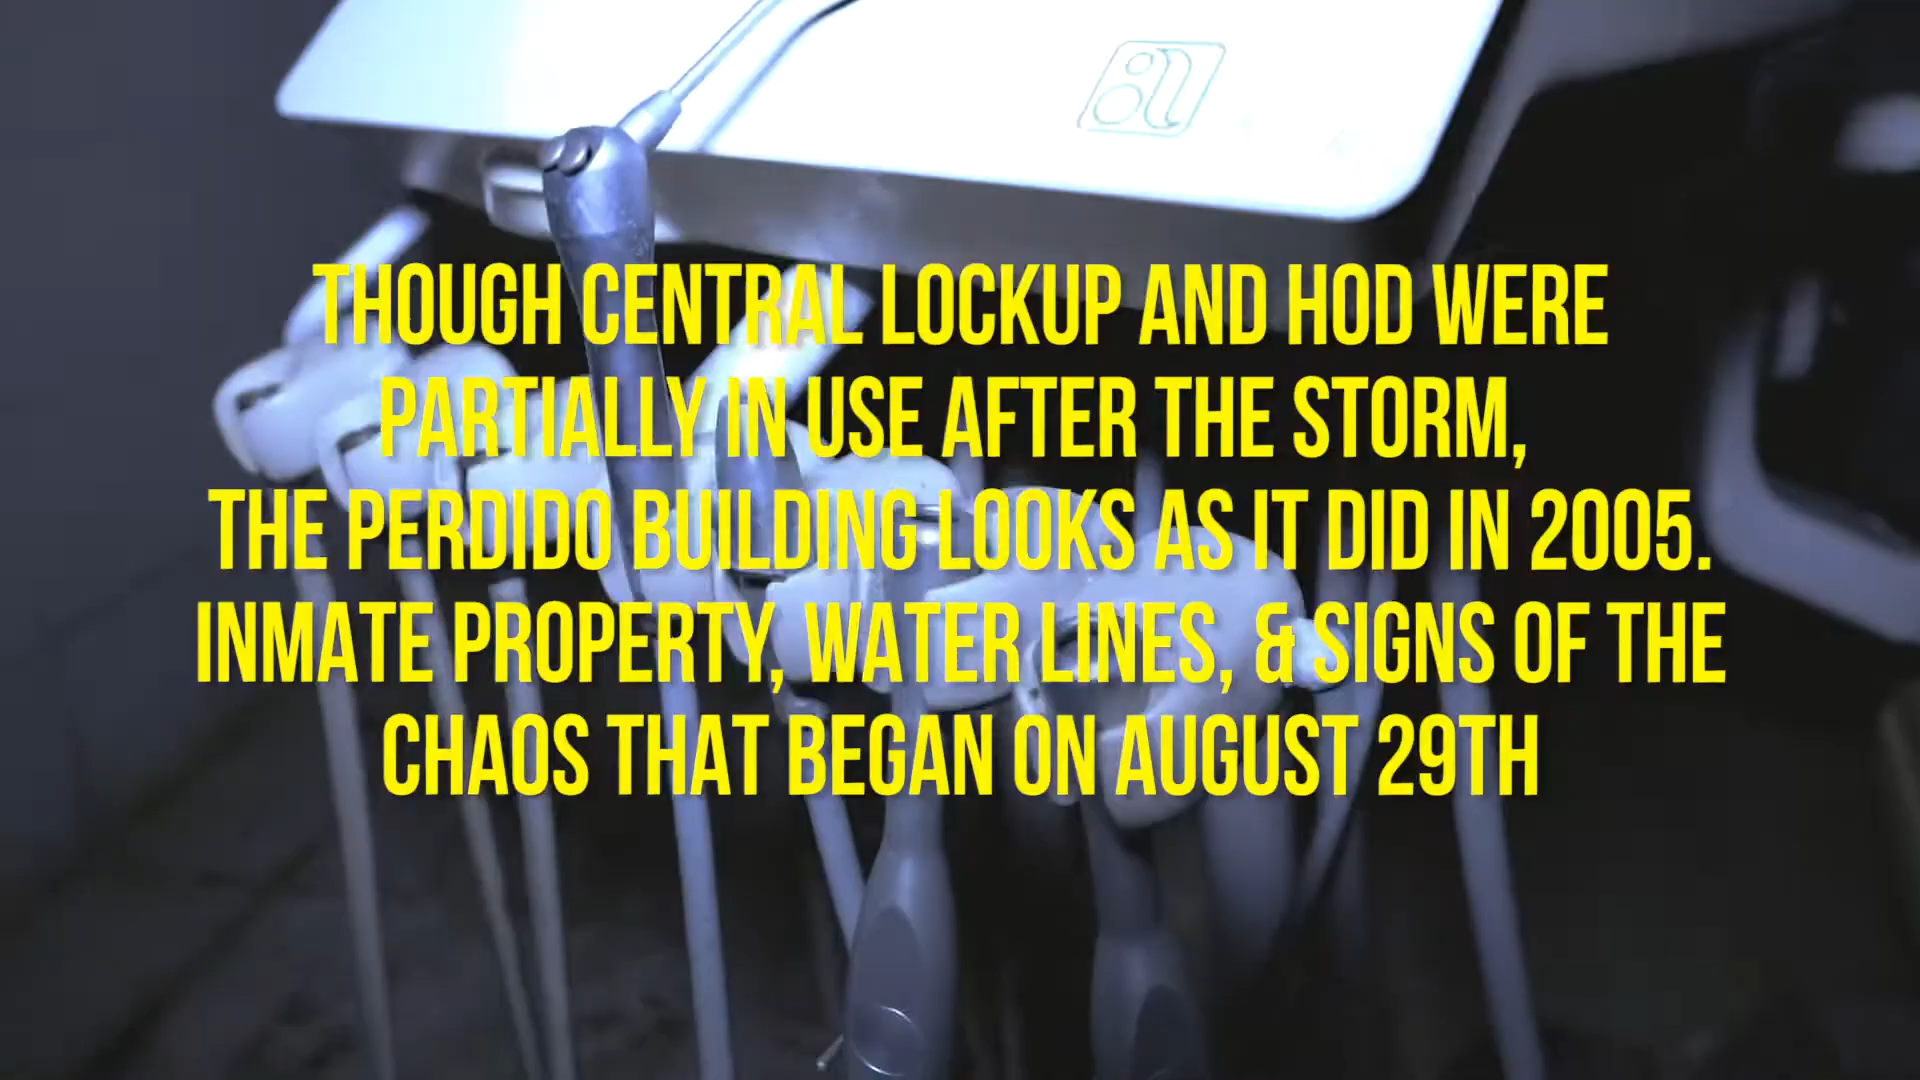 THOUGH CENTRAL LOCKUP AND HOD WERE
PARTIALLY IN USE AFTER THE STORM,
THE PERDIDO BUILDING LOOKS AS IT DID IN 2005.
INMATE PROPERTY, WATER LINES, & SIGNS OF THE
CHAOS THAT BEGAN ON AUGUST 29TH